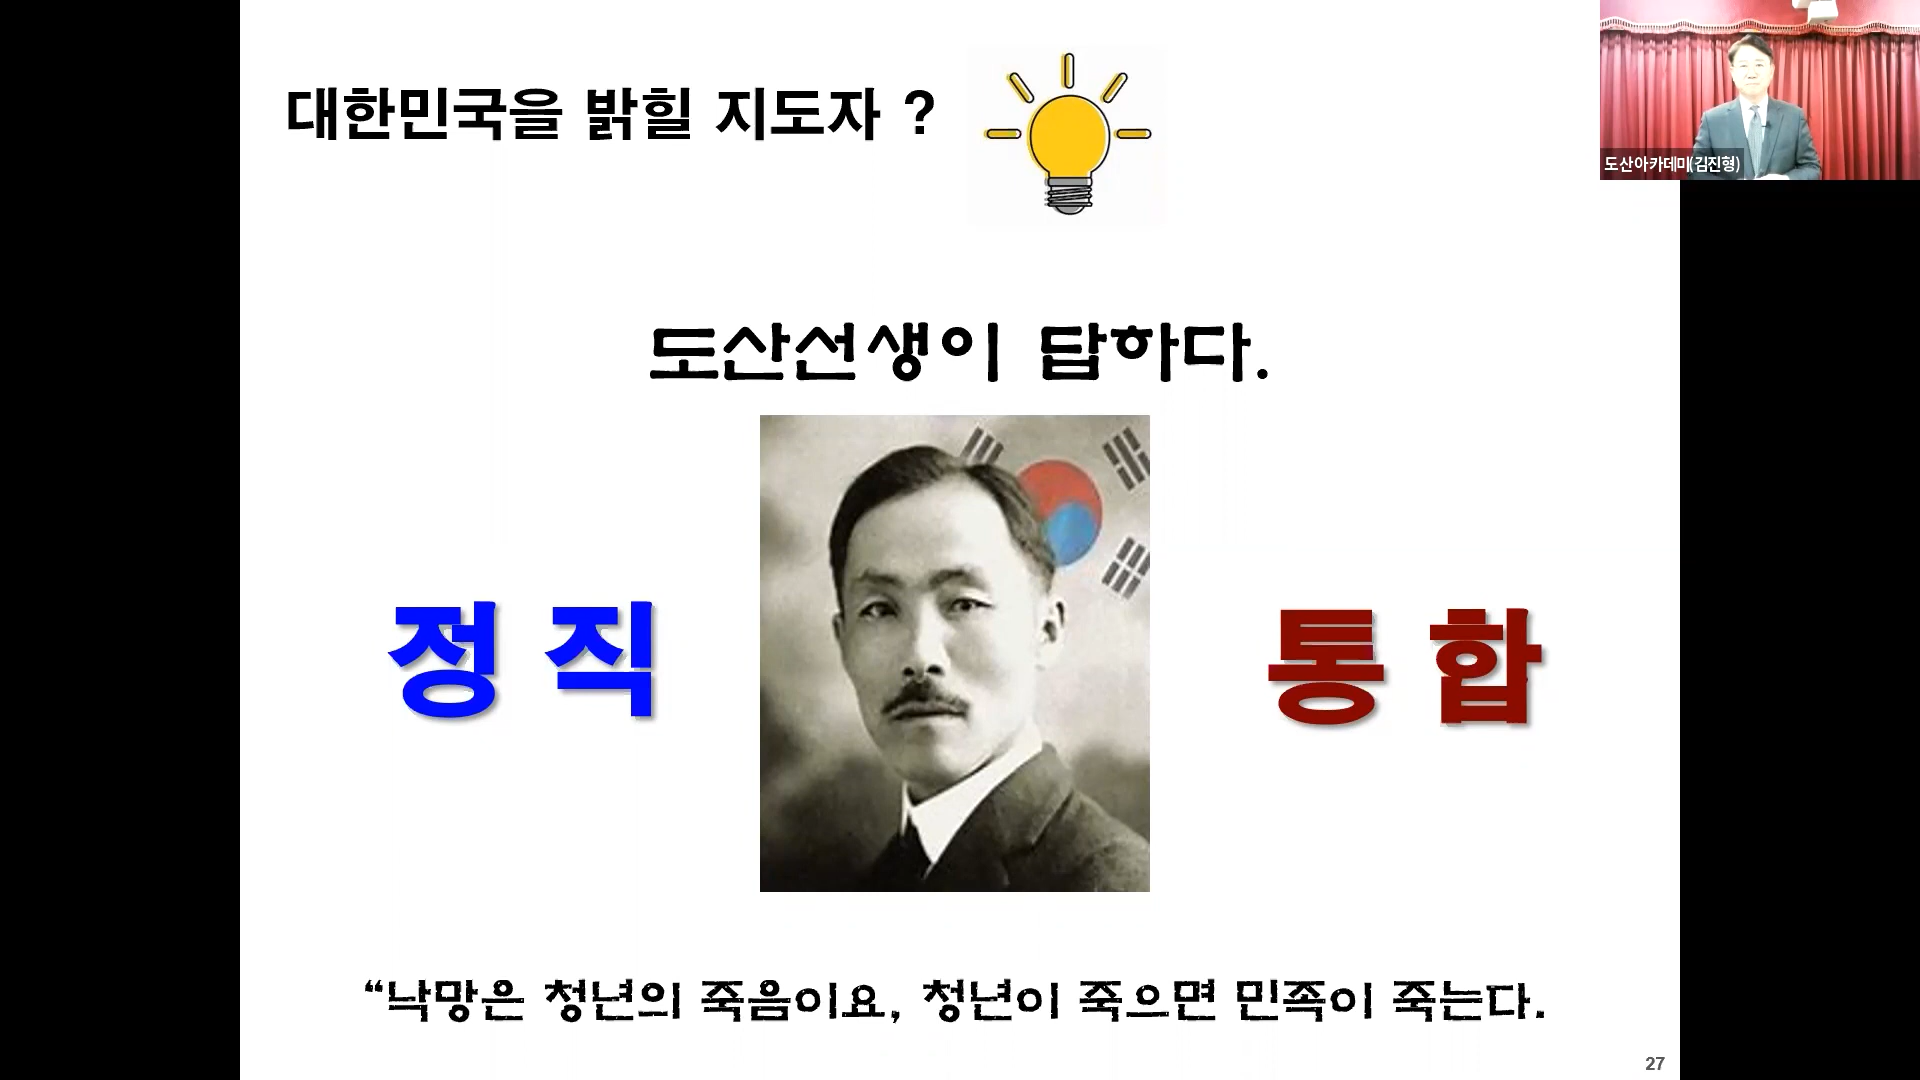 대한민국을 밝힐 지도자 ?
도산아카데미(김진형)
도산선생이 답하다.
정 직
통 합
“낙망은 청년의 죽음이요, 청년이 죽으면 민족이 죽는다.
27